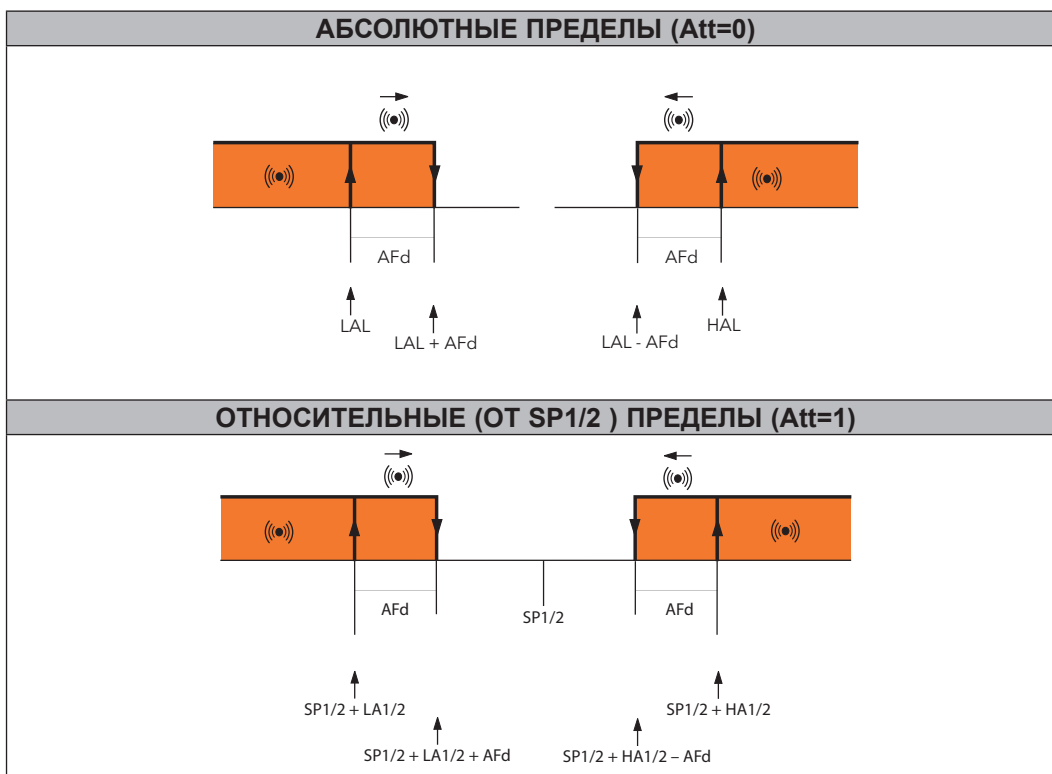 АБСОЛЮТНЫЕ ПРЕДЕЛЫ (Att=0)
AFd AFd
LAL HAL
LAL + AFd LAL - AFd
ОТНОСИТЕЛЬНЫЕ (ОТ SP1/2 ) ПРЕДЕЛЫ (Att=1)
AFd SP1/2 AFd
SP1/2 + LA1/2 SP1/2 + HA1/2
SP1/2 + LA1/2 + AFd SP1/2 + HA1/2 – AFd